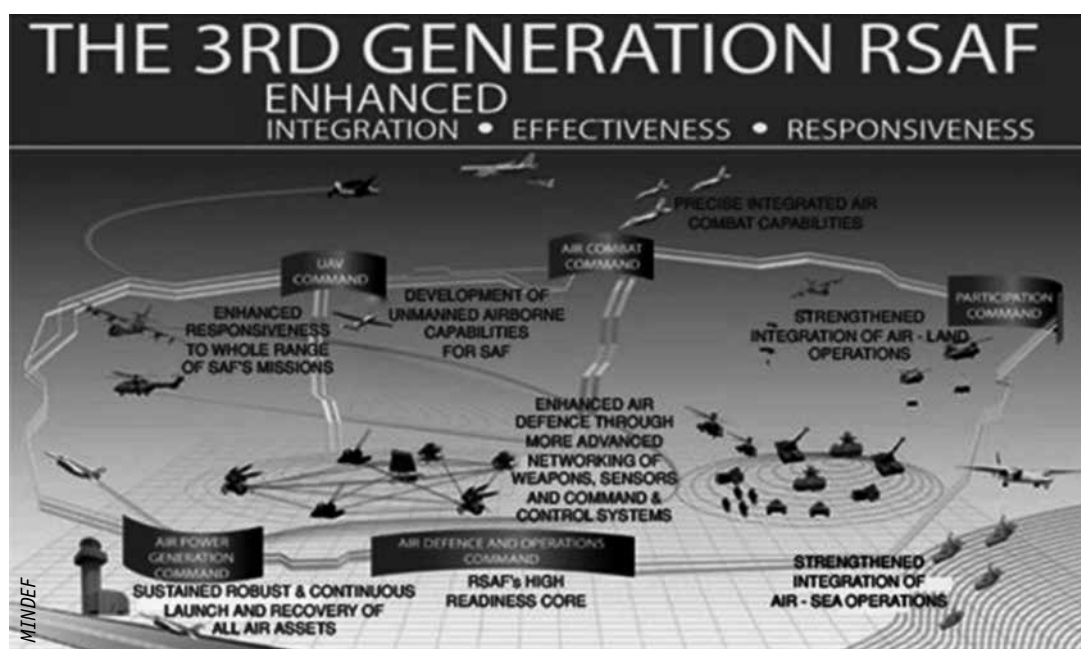 THE 3RD GENERATION RSAF
ENHANCED
INTEGRATION • EFFECTIVENESS • RESPONSIVENESS
PRECISE INTEGRATED AIR
COMBAT CAPABILITIES
AIR COMBAT
COMMAND
UAV
COMMAND
PARTICIPATION
COMMAND
DEVELOPMENT OF
UNMANNED AIRBORNE
CAPABILITIES
FOR SAF
ENHANCED
RESPONSIVENESS
TO WHOLE RANGE
OF SAF'S MISSIONS
STRENGTHENED
INTEGRATION OF AIR - LAND
OPERATIONS
ENHANCED AIR
DEFENCE THROUGH
MORE ADVANCED
NETWORKING OF
WEAPONS, SENSORS
AND COMMAND &
CONTROL SYSTEMS
AIR POWER
GENERATION
COMMAND
SUSTAINED ROBUST & CONTINUOUS
LAUNCH AND RECOVERY OF
ALL AIR ASSETS
AIR DEFENCE AND OPERATIONS
COMMAND
RSAF's HIGH
READINESS CORE
STRENGTHENED
INTEGRATION OF
AIR - SEA OPERATIONS
MINDEF